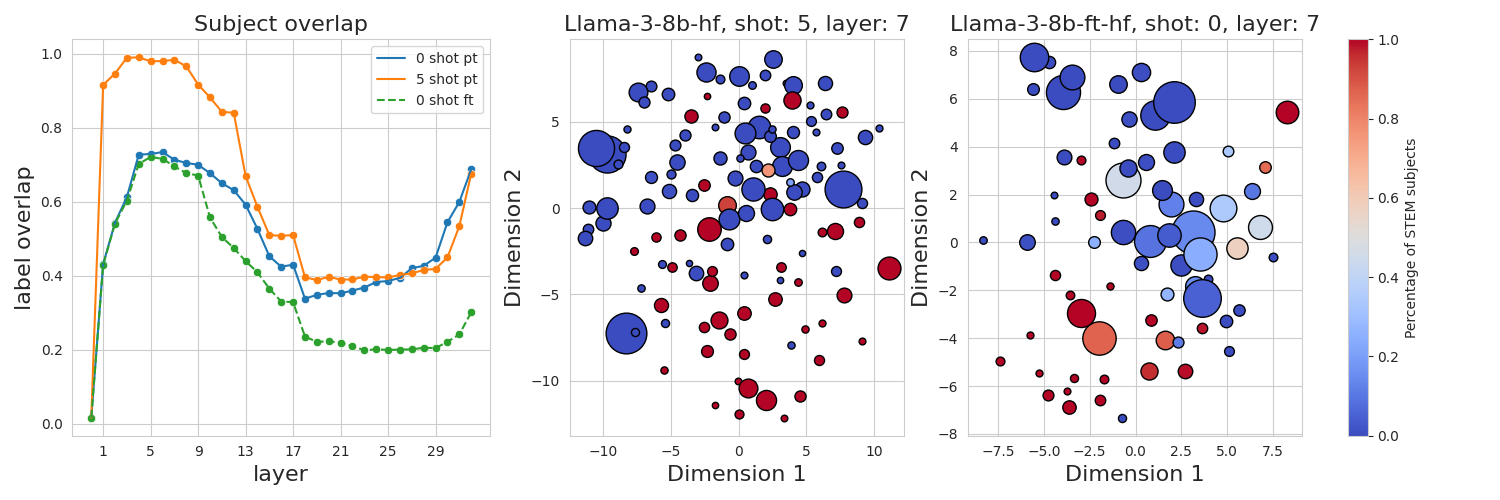 Subject overlap
label overlap
1.0
0.8
0.6
0.4
0.2
0.0
1 5 9 13 17 21 25 29
layer
0 shot pt
5 shot pt
0 shot ft
Llama-3-8b-hf, shot: 5, layer: 7
Dimension 2
5
0
−5
−10
−10 −5 0 5 10
Dimension 1
Llama-3-8b-ft-hf, shot: 0, layer: 7
Dimension 2
8
6
4
2
0
−2
−4
−6
−8
−7.5 −5.0 −2.5 0.0 2.5 5.0 7.5
Dimension 1
1.0
0.8
0.6
0.4
0.2
0.0
Percentage of STEM subjects